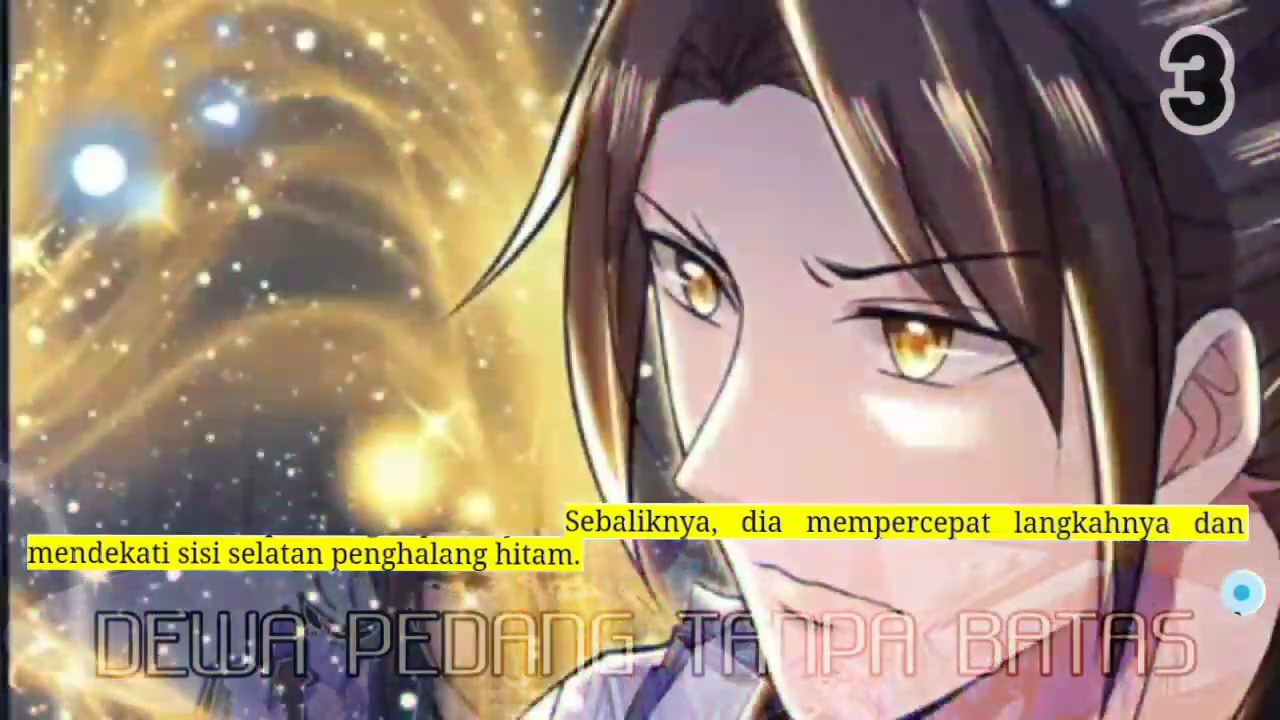 3
Sebaliknya, dia mempercepat langkahnya dan
mendekati sisi selatan penghalang hitam.
DEWA PEDANG TANPA BATAS